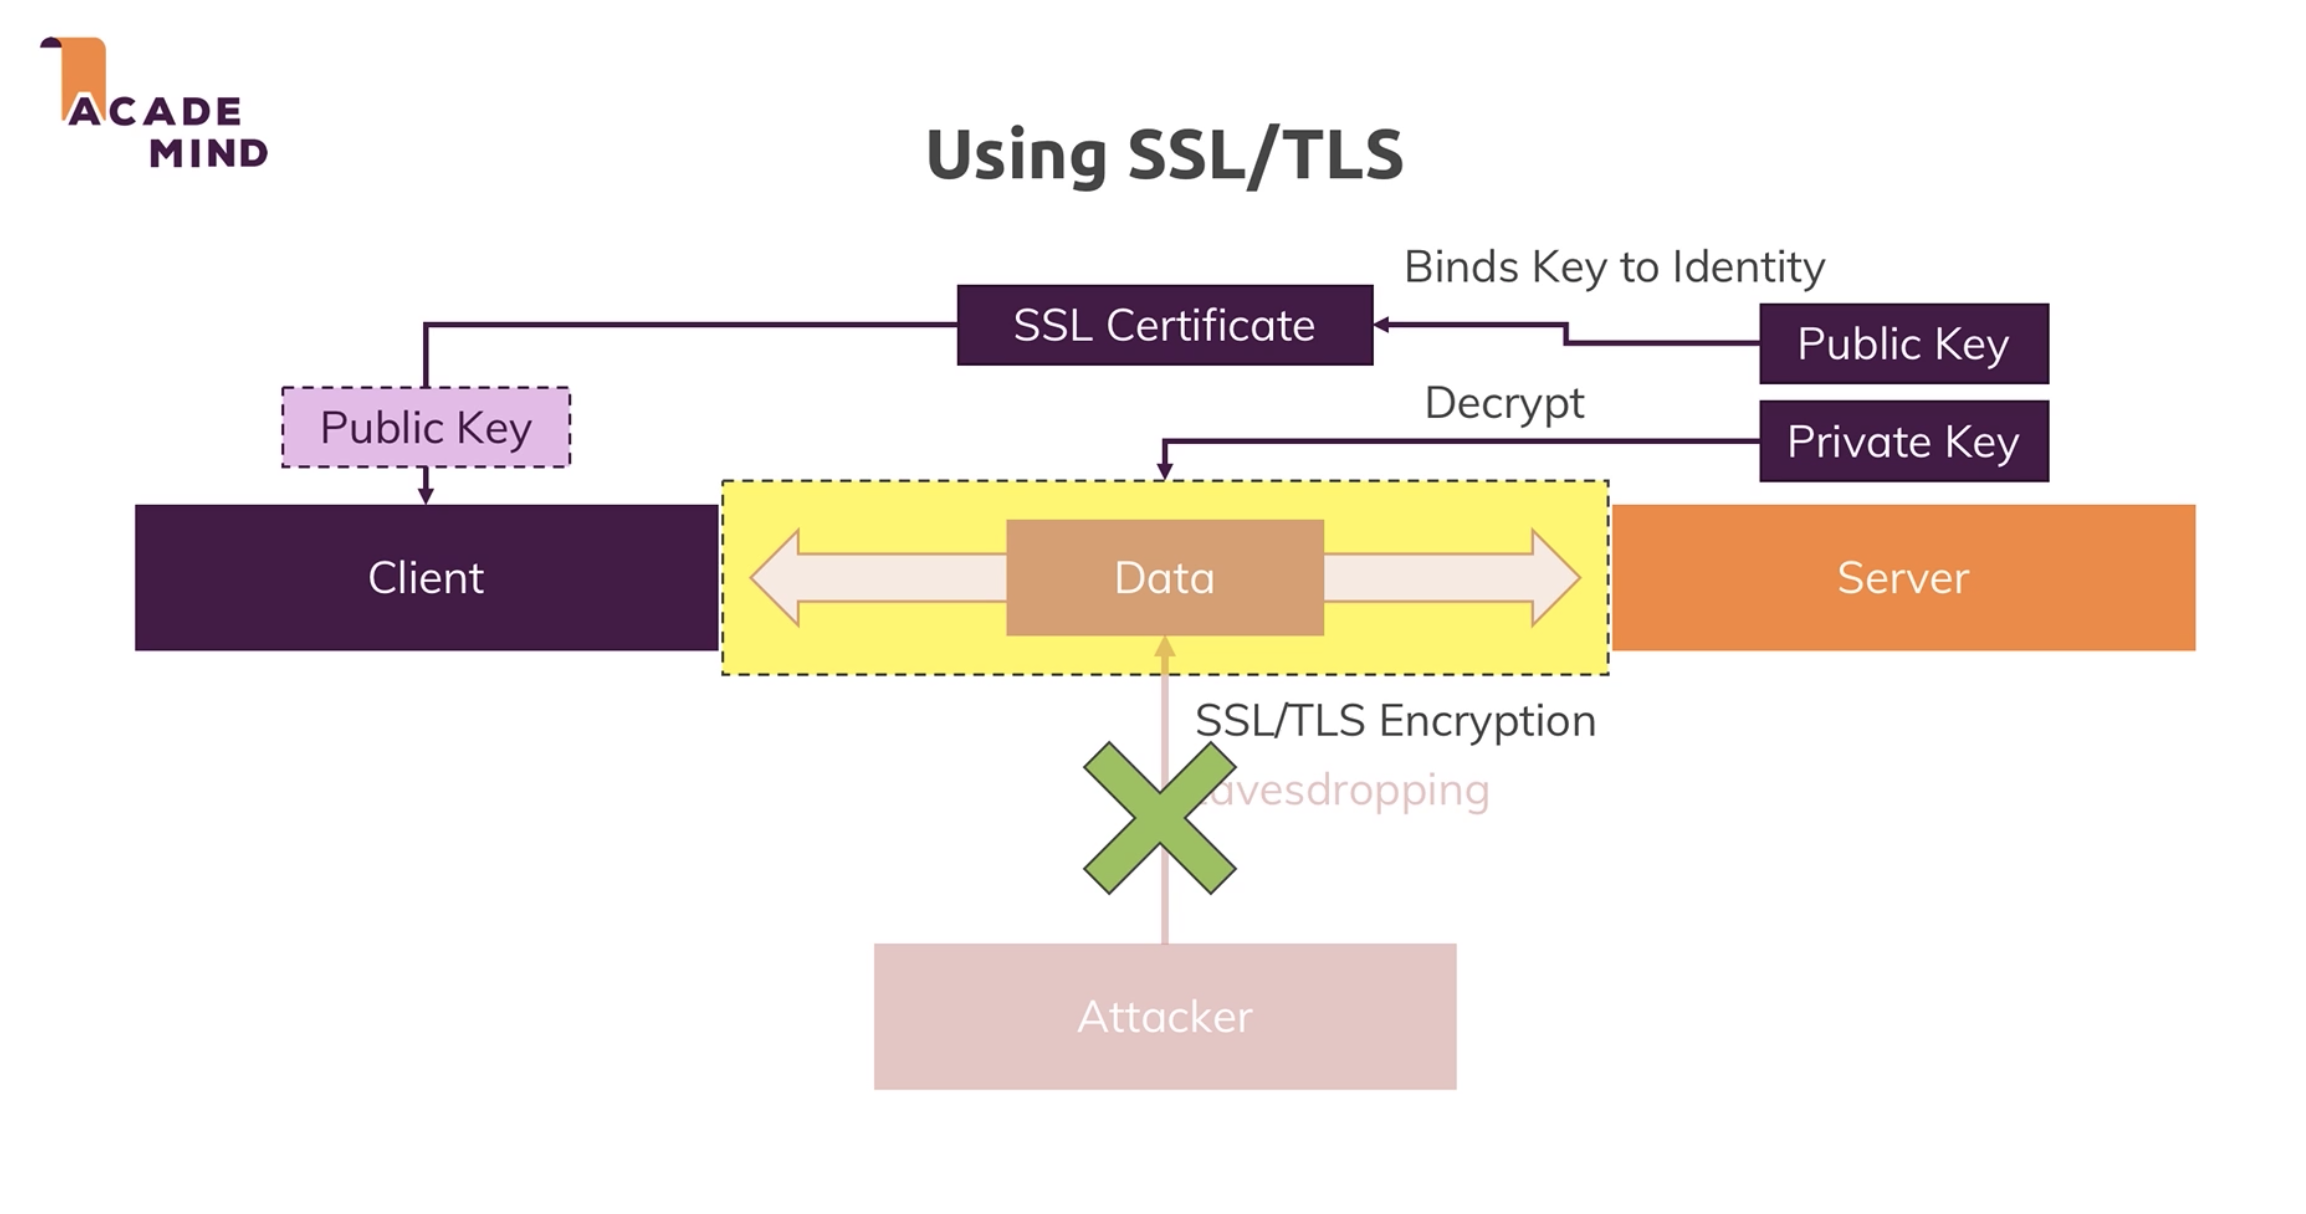 ACADE
MIND
Using SSL/TLS
Binds Key to Identity
SSL Certificate
Public Key
Decrypt
Public Key
Private Key
Client
Data
Server
SSL/TLS Encryption
avesdropping
Attacker